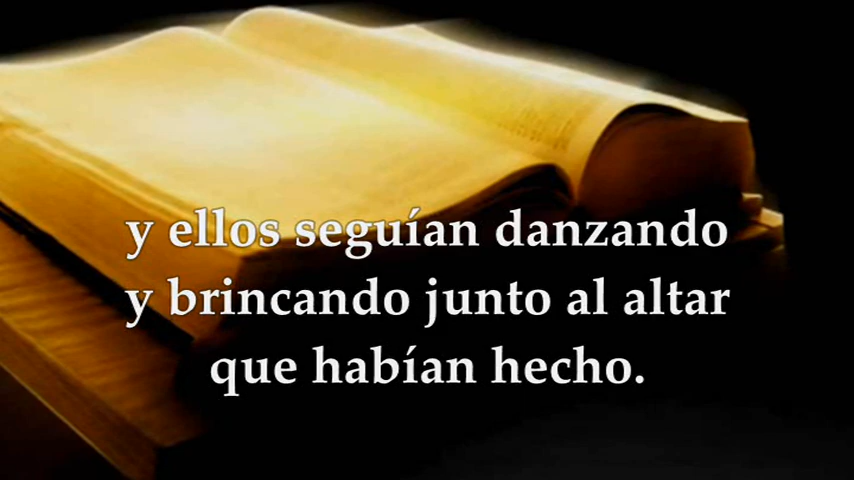 y ellos seguían danzando
y brincando junto al altar
que habían hecho.